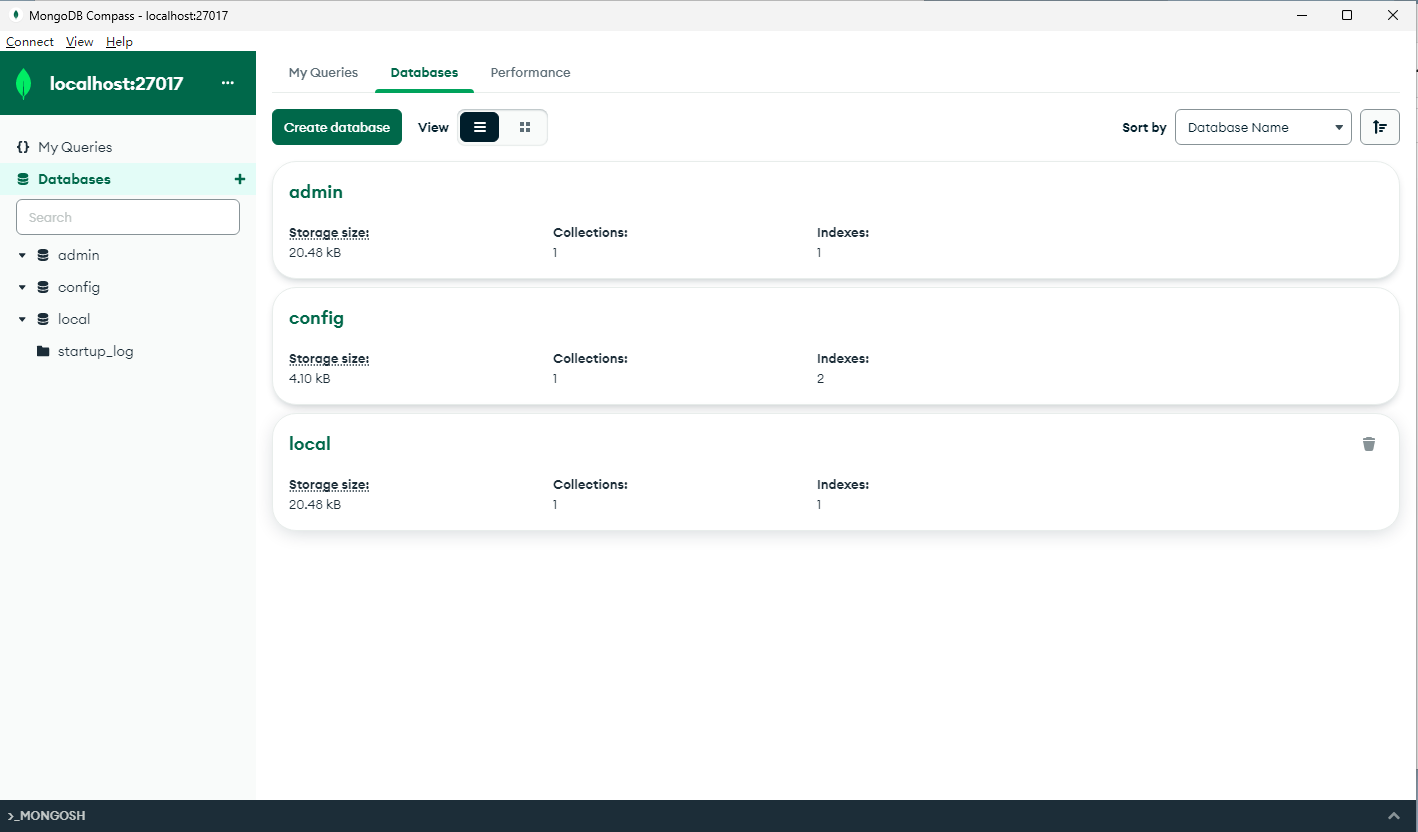 MongoDB Compass - localhost:27017
Connect View Help
localhost:27017 ...
My Queries Databases Performance
Create database View Sort by Database Name
{} My Queries
Databases +
Search
admin
config
local
startup_log
admin
Storage size: Collections: Indexes:
20.48 kB 1 1
config
Storage size: Collections: Indexes:
4.10 kB 1 2
local
Storage size: Collections: Indexes:
20.48 kB 1 1
>_MONGOSH